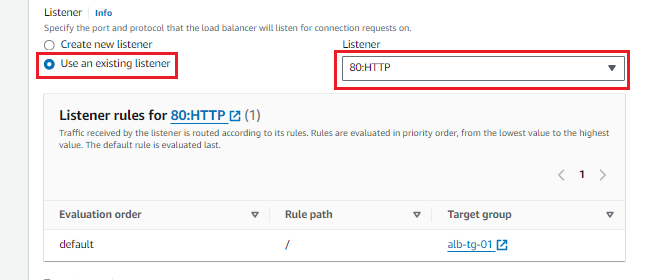 Listener Info
Specify the port and protocol that the load balancer will listen for connection requests on.
Create new listener
Listener
Use an existing listener
80:HTTP
Listener rules for 80:HTTP (1)
Traffic received by the listener is routed according to its rules. Rules are evaluated in priority order, from the lowest value to the highest
value. The default rule is evaluated last.
1
Evaluation order Rule path Target group
default / alb-tg-01